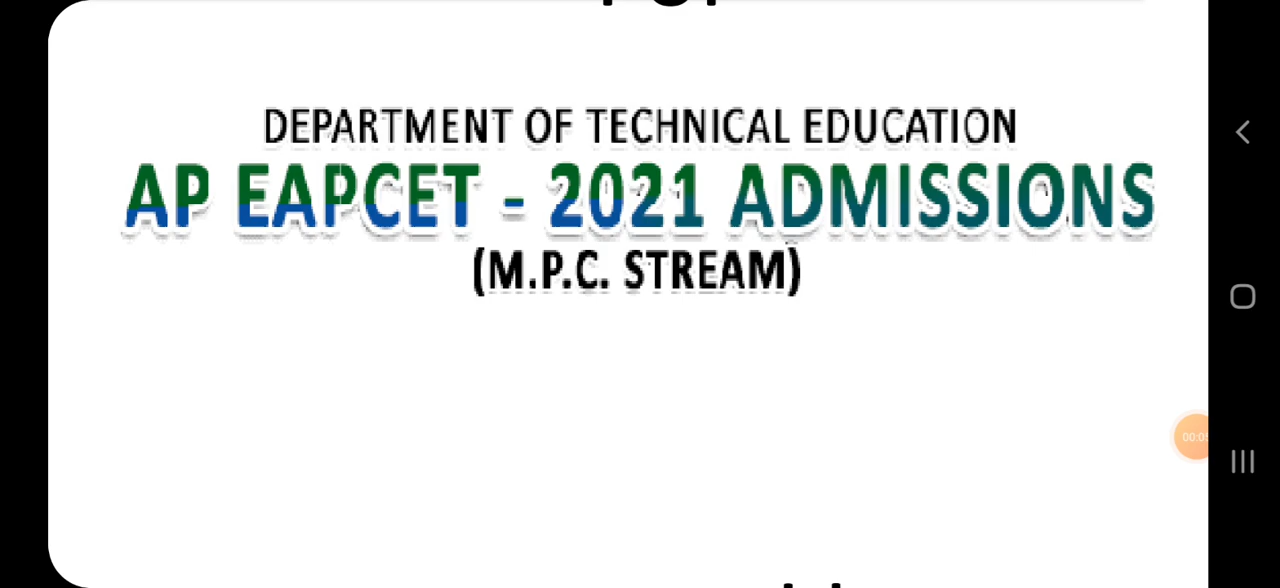 DEPARTMENT OF TECHNICAL EDUCATION
AP EAPCET - 2021 ADMISSIONS
(M.P.C. STREAM)